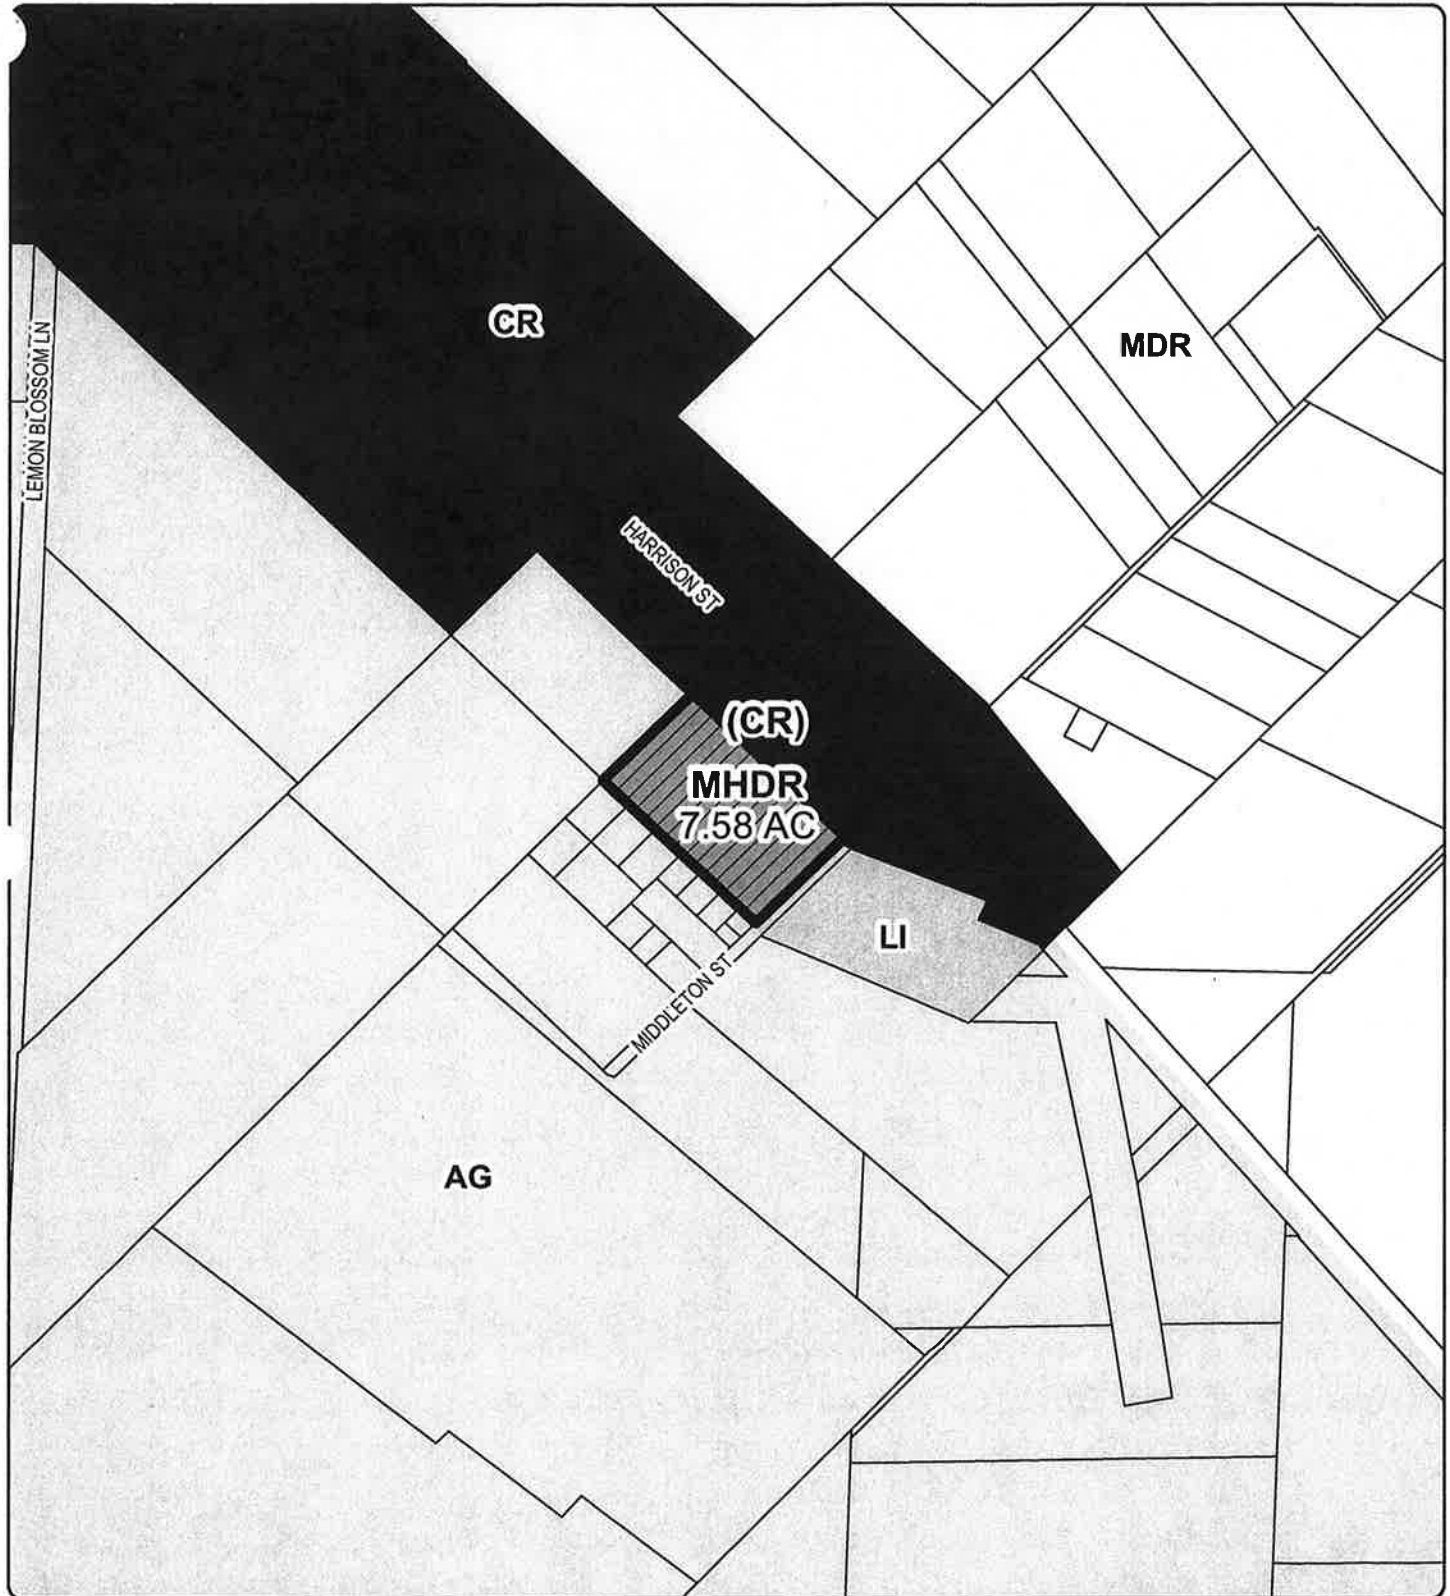 CR
MDR
LEMON BLOSSOM LN
HARRISON ST
(CR)
MHDR
7.58 AC
LI
MIDDLETON ST
AG